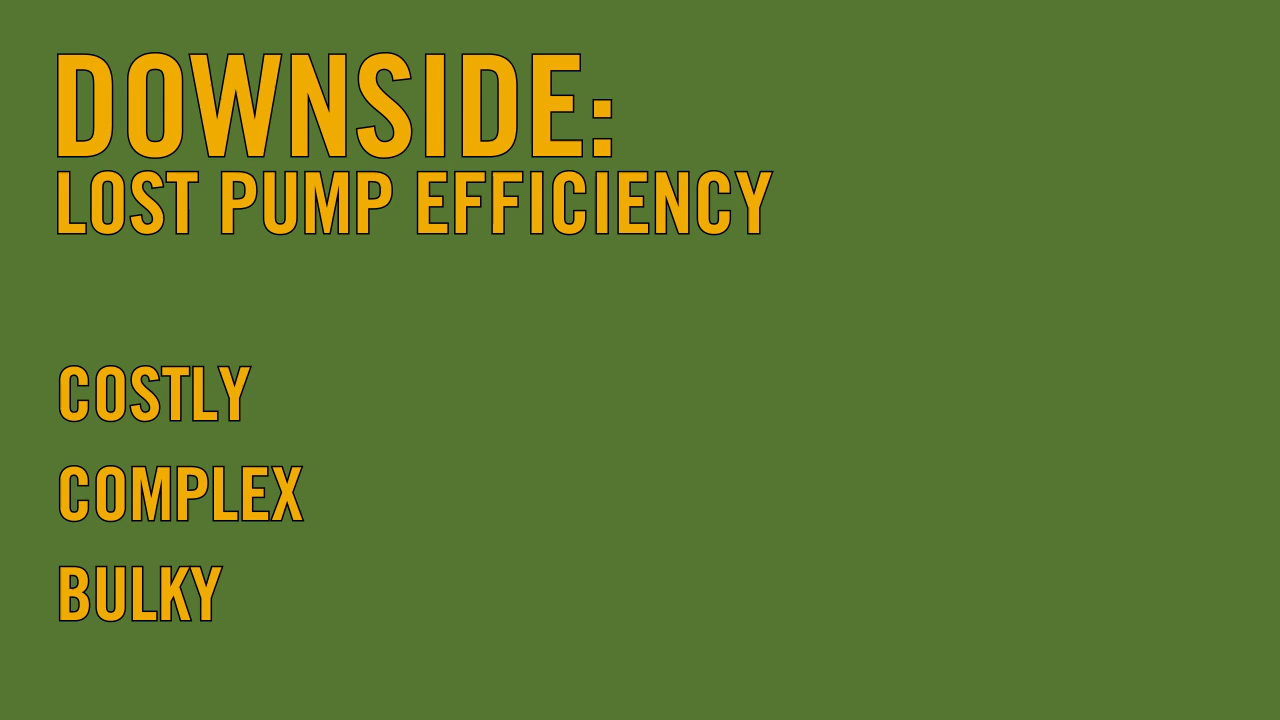 DOWNSIDE:
LOST PUMP EFFICIENCY
COSTLY
COMPLEX
BULKY